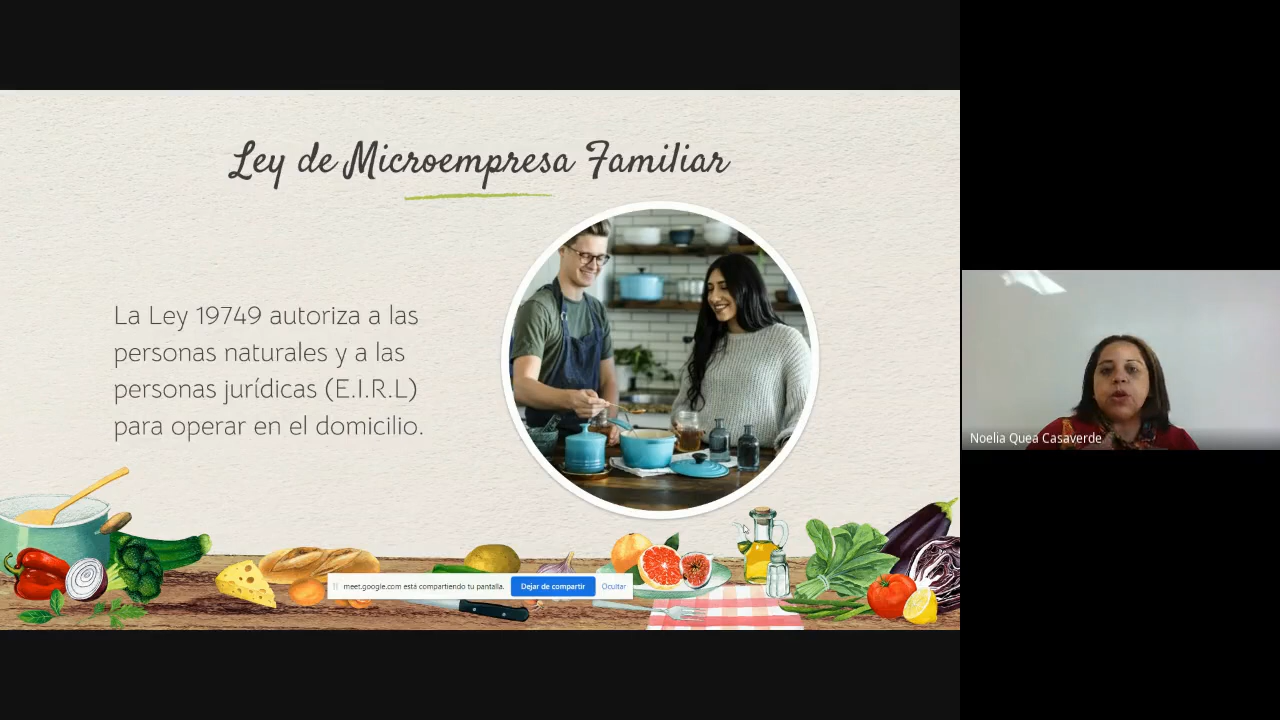 Ley de Microempresa Familiar
La Ley 19749 autoriza a las
personas naturales y a las
personas jurídicas (E.I.R.L)
para operar en el domicilio.
meet.google.com está compartiendo tu pantalla.
Dejar de compartir
Ocultar
Noelia Quea Casaverde